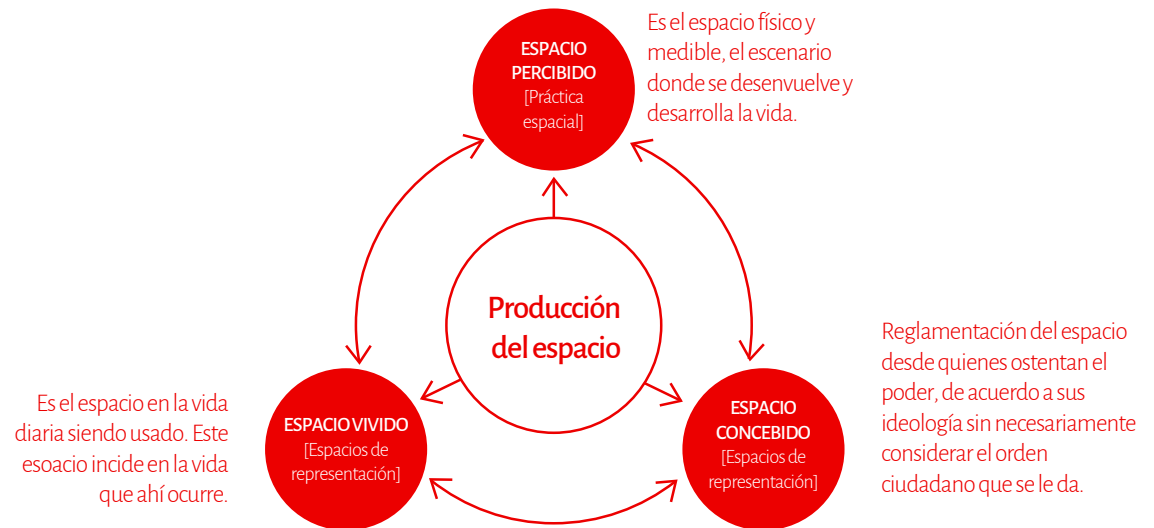 ESPACIO
PERCIBIDO
[Práctica
espacial]
Es el espacio físico y
medible, el escenario
donde se desenvuelve y
desarrolla la vida.
Producción
del espacio
Es el espacio en la vida
diaria siendo usado. Este
esoacio incide en la vida
que ahí ocurre.
ESPACIO VIVIDO
[Espacios de
representación]
ESPACIO
CONCEBIDO
[Espacios de
representación]
Reglamentación del espacio
desde quienes ostentan el
poder, de acuerdo a sus
ideología sin necesariamente
considerar el orden
ciudadano que se le da.